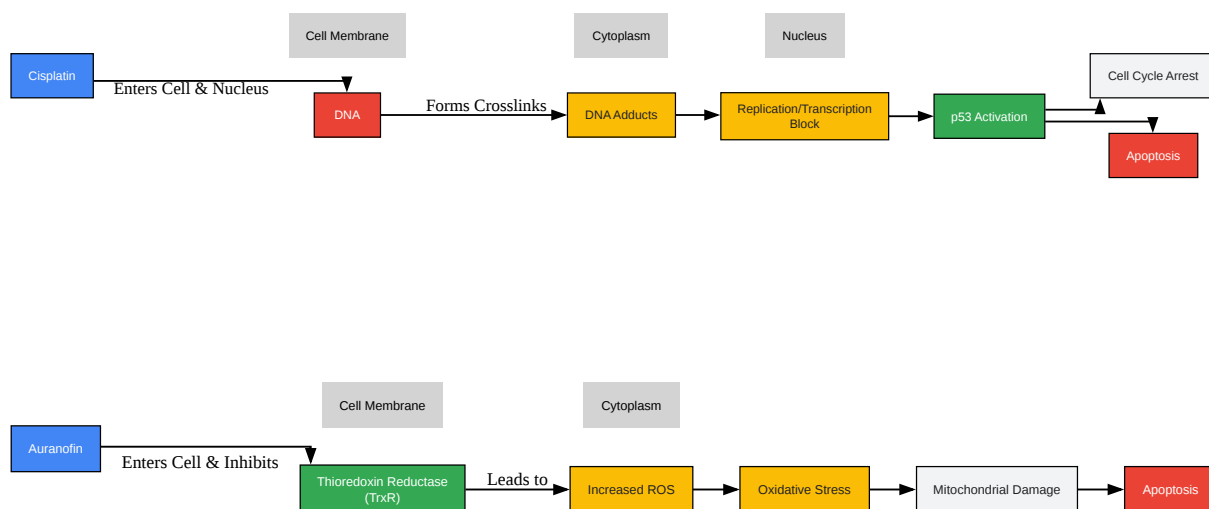 Cell Membrane
Cytoplasm
Nucleus
Cisplatin
Enters Cell & Nucleus
DNA
Forms Crosslinks
DNA Adducts
Replication/Transcription
Block
p53 Activation
Cell Cycle Arrest
Apoptosis
Cell Membrane
Cytoplasm
Auranofin
Enters Cell & Inhibits
Thioredoxin Reductase
(TrxR)
Leads to
Increased ROS
Oxidative Stress
Mitochondrial Damage
Apoptosis